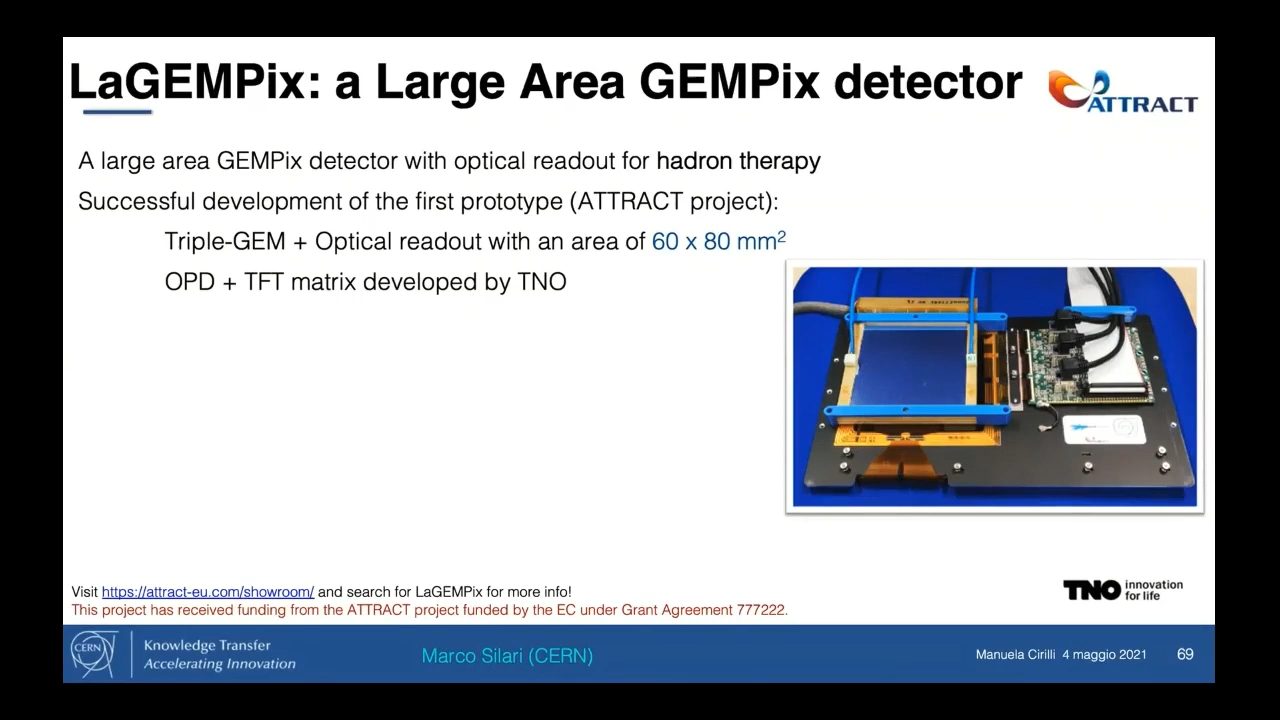 LaGEMPix: a Large Area GEMPix detector
ATTRACT
A large area GEMPix detector with optical readout for hadron therapy
Successful development of the first prototype (ATTRACT project):
Triple-GEM + Optical readout with an area of 60 x 80 mm²
OPD + TFT matrix developed by TNO
Visit https://attract-eu.com/showroom/ and search for LaGEMPix for more info!
This project has received funding from the ATTRACT project funded by the EC under Grant Agreement 777222.
TNO innovation
for life
CERN
Knowledge Transfer
Accelerating Innovation
Marco Silari (CERN)
Manuela Cirilli 4 maggio 2021
69